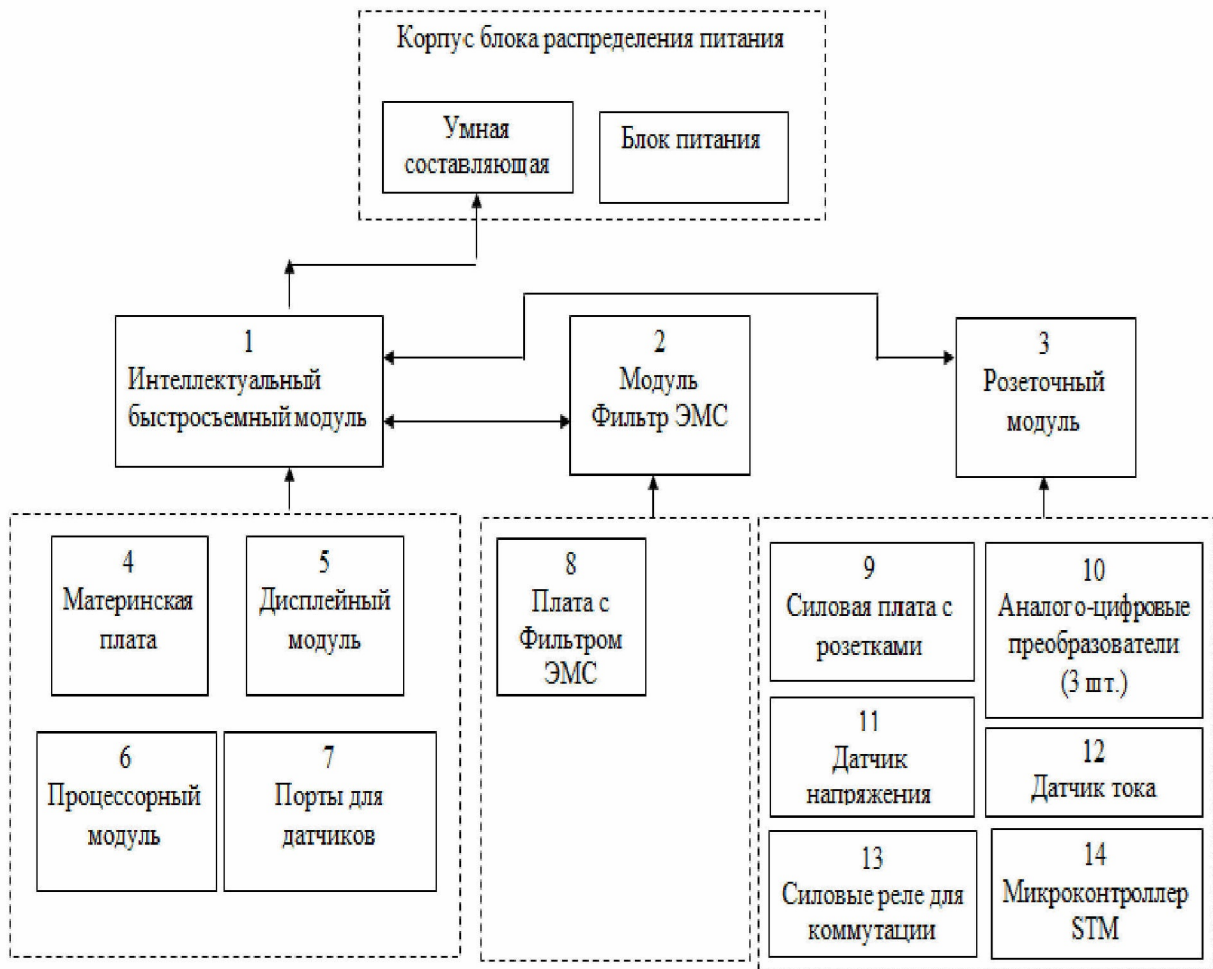 Корпус блока распределения питания
Умная
составляющая
Блок питания
1
Интеллектуальный
быстросъемный модуль
2
Модуль
Фильтр ЭМС
3
Розеточный
модуль
4
Материнская
плата
5
Дисплейный
модуль
6
Процессорный
модуль
7
Порты для
датчиков
8
Плата с
Фильтром
ЭМС
9
Силовая плата с
розетками
10
Аналого-цифровые
преобразователи
(3 шт.)
11
Датчик
напряжения
12
Датчик тока
13
Силовые реле для
коммутации
14
Микроконтроллер
STM